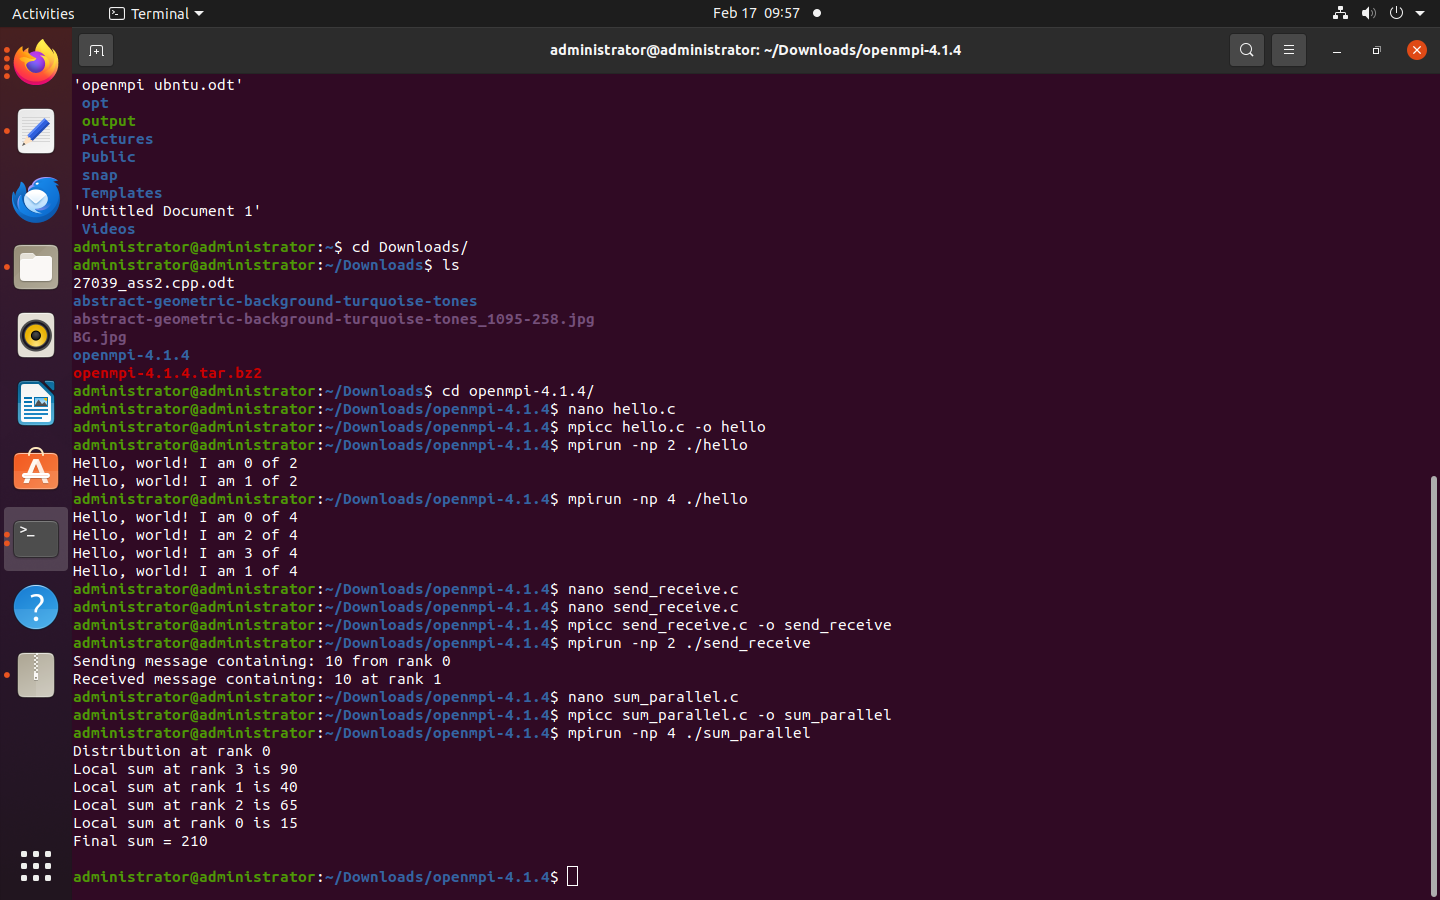 Activities
Terminal
Feb 17 09:57
administrator@administrator: ~/Downloads/openmpi-4.1.4
'openmpi ubntu.odt'
opt
output
Pictures
Public
snap
Templates
'Untitled Document 1'
Videos
administrator@administrator:~$ cd Downloads/
administrator@administrator:~/Downloads$ ls
27039_ass2.cpp.odt
abstract-geometric-background-turquoise-tones
abstract-geometric-background-turquoise-tones_1095-258.jpg
BG.jpg
openmpi-4.1.4
openmpi-4.1.4.tar.bz2
administrator@administrator:~/Downloads$ cd openmpi-4.1.4/
administrator@administrator:~/Downloads/openmpi-4.1.4$ nano hello.c
administrator@administrator:~/Downloads/openmpi-4.1.4$ mpicc hello.c -o hello
administrator@administrator:~/Downloads/openmpi-4.1.4$ mpirun -np 2 ./hello
Hello, world! I am 0 of 2
Hello, world! I am 1 of 2
administrator@administrator:~/Downloads/openmpi-4.1.4$ mpirun -np 4 ./hello
Hello, world! I am 0 of 4
Hello, world! I am 2 of 4
Hello, world! I am 3 of 4
Hello, world! I am 1 of 4
administrator@administrator:~/Downloads/openmpi-4.1.4$ nano send_receive.c
administrator@administrator:~/Downloads/openmpi-4.1.4$ nano send_receive.c
administrator@administrator:~/Downloads/openmpi-4.1.4$ mpicc send_receive.c -o send_receive
administrator@administrator:~/Downloads/openmpi-4.1.4$ mpirun -np 2 ./send_receive
Sending message containing: 10 from rank 0
Received message containing: 10 at rank 1
administrator@administrator:~/Downloads/openmpi-4.1.4$ nano sum_parallel.c
administrator@administrator:~/Downloads/openmpi-4.1.4$ mpicc sum_parallel.c -o sum_parallel
administrator@administrator:~/Downloads/openmpi-4.1.4$ mpirun -np 4 ./sum_parallel
Distribution at rank 0
Local sum at rank 3 is 90
Local sum at rank 1 is 40
Local sum at rank 2 is 65
Local sum at rank 0 is 15
Final sum = 210
administrator@administrator:~/Downloads/openmpi-4.1.4$